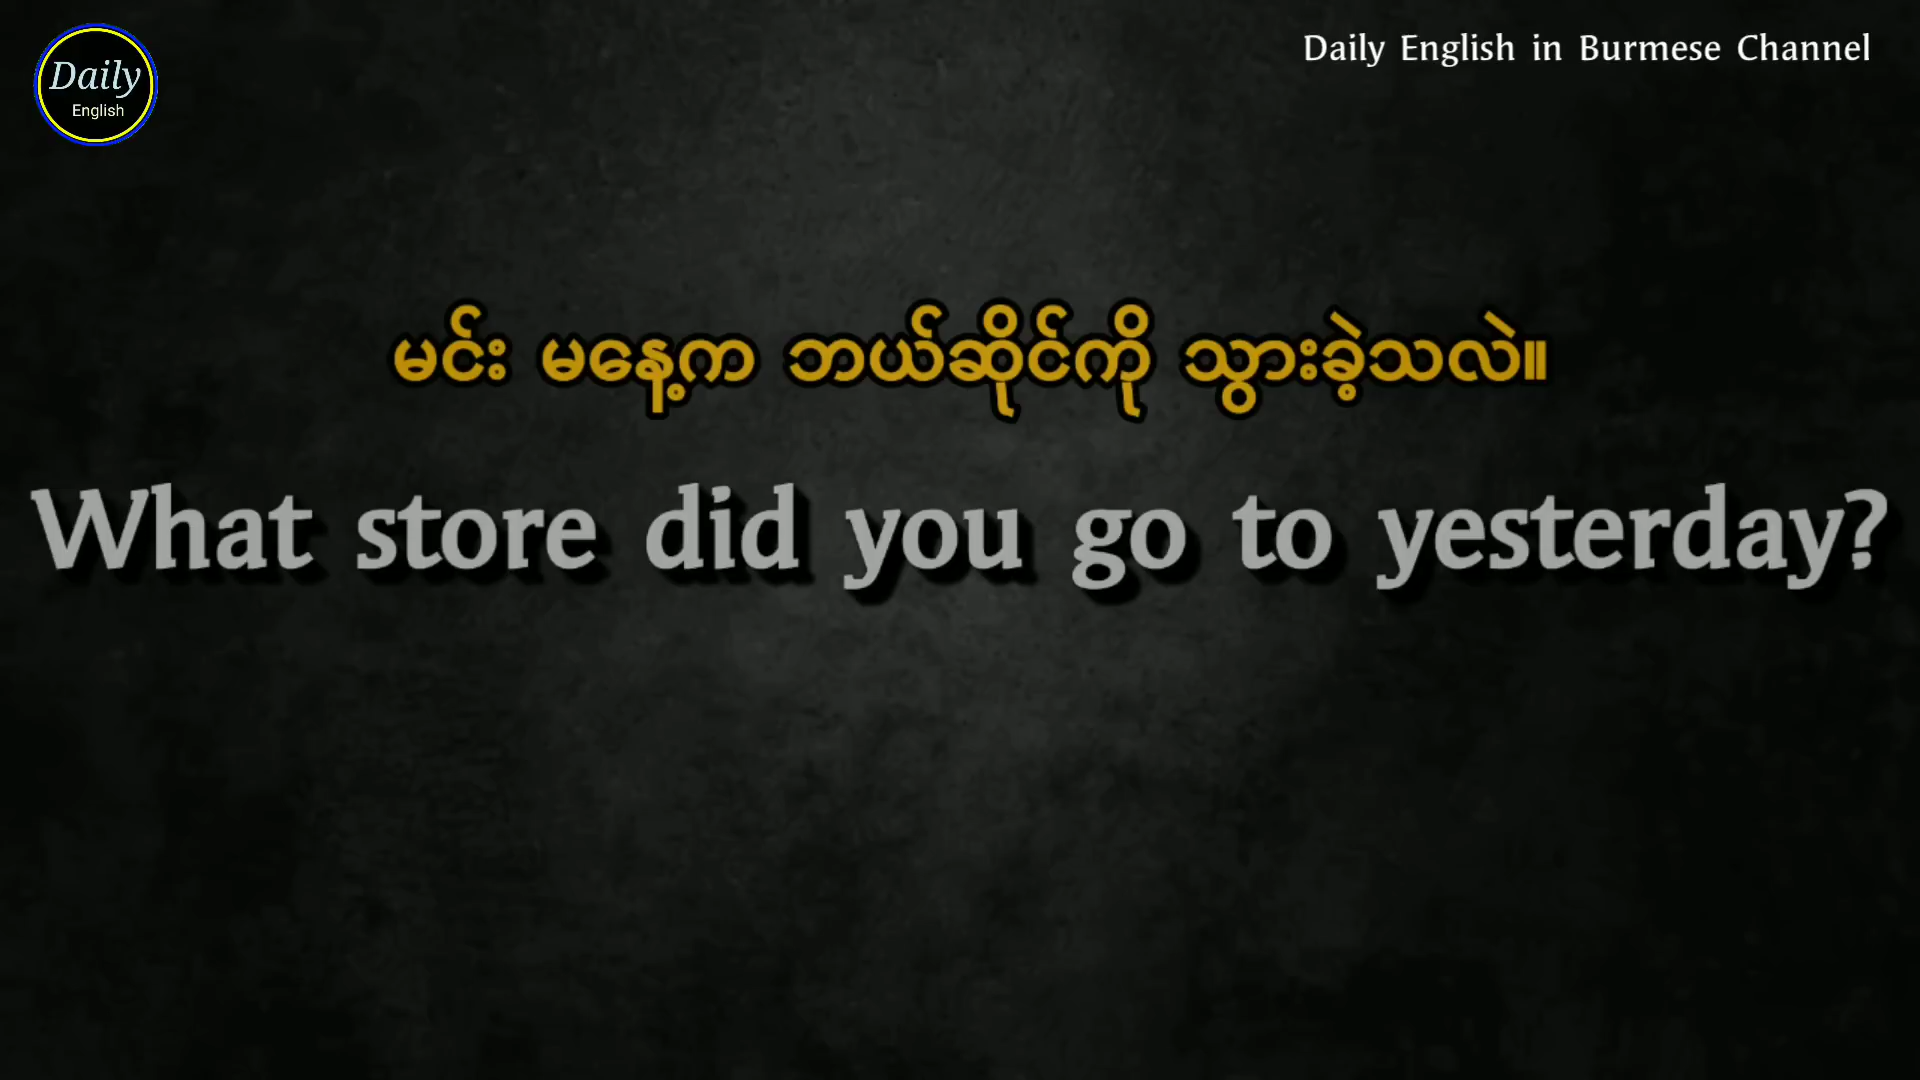 Daily
English
Daily English in Burmese Channel
မင်း မနေ့က ဘယ်ဆိုင်ကို သွားခဲ့သလဲ။
What store did you go to yesterday?